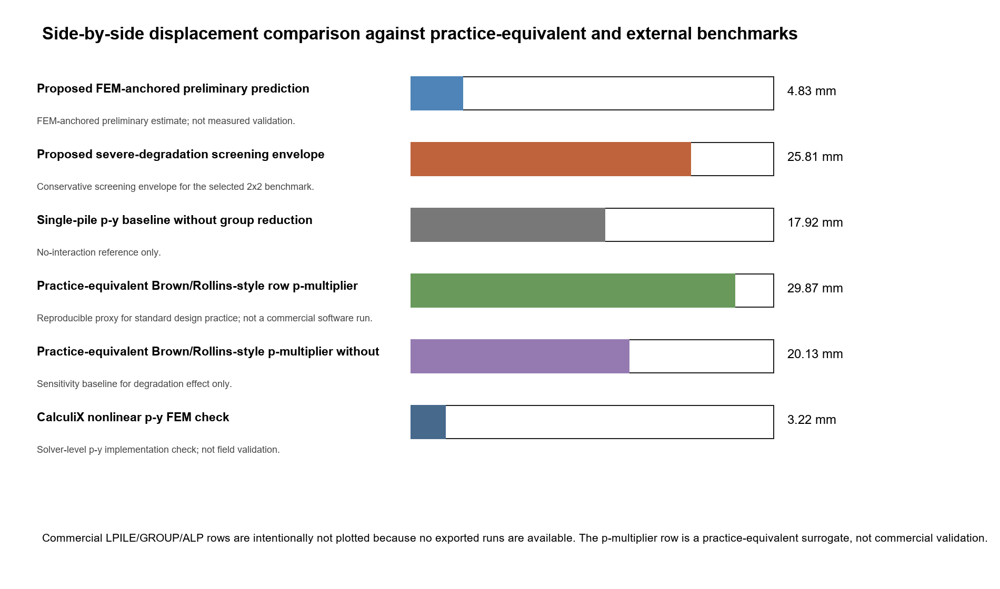 Side-by-side displacement comparison against practice-equivalent and external benchmarks
Proposed FEM-anchored preliminary prediction
4.83 mm
FEM-anchored preliminary estimate; not measured validation.
Proposed severe-degradation screening envelope
25.81 mm
Conservative screening envelope for the selected 2x2 benchmark.
Single-pile p-y baseline without group reduction
17.92 mm
No-interaction reference only.
Practice-equivalent Brown/Rollins-style row p-multiplier
29.87 mm
Reproducible proxy for standard design practice; not a commercial software run.
Practice-equivalent Brown/Rollins-style p-multiplier without
20.13 mm
Sensitivity baseline for degradation effect only.
CalculiX nonlinear p-y FEM check
3.22 mm
Solver-level p-y implementation check; not field validation.
Commercial LPILE/GROUP/ALP rows are intentionally not plotted because no exported runs are available. The p-multiplier row is a practice-equivalent surrogate, not commercial validation.